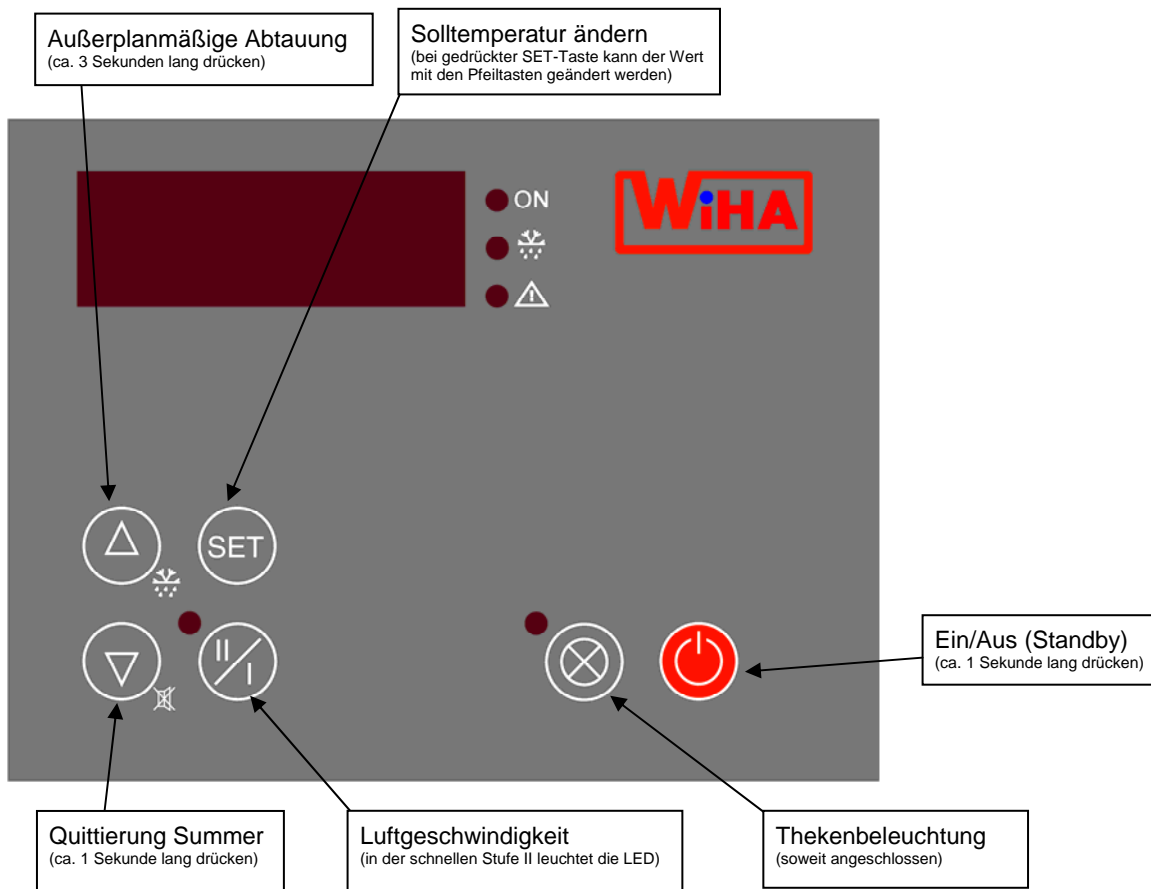 Außerplanmäßige Abtauung
(ca. 3 Sekunden lang drücken)
Solltemperatur ändern
(bei gedrückter SET-Taste kann der Wert
mit den Pfeiltasten geändert werden)
ON
WiHA
SET
II
I
Ein/Aus (Standby)
(ca. 1 Sekunde lang drücken)
Quittierung Summer
(ca. 1 Sekunde lang drücken)
Luftgeschwindigkeit
(in der schnellen Stufe II leuchtet die LED)
Thekenbeleuchtung
(soweit angeschlossen)